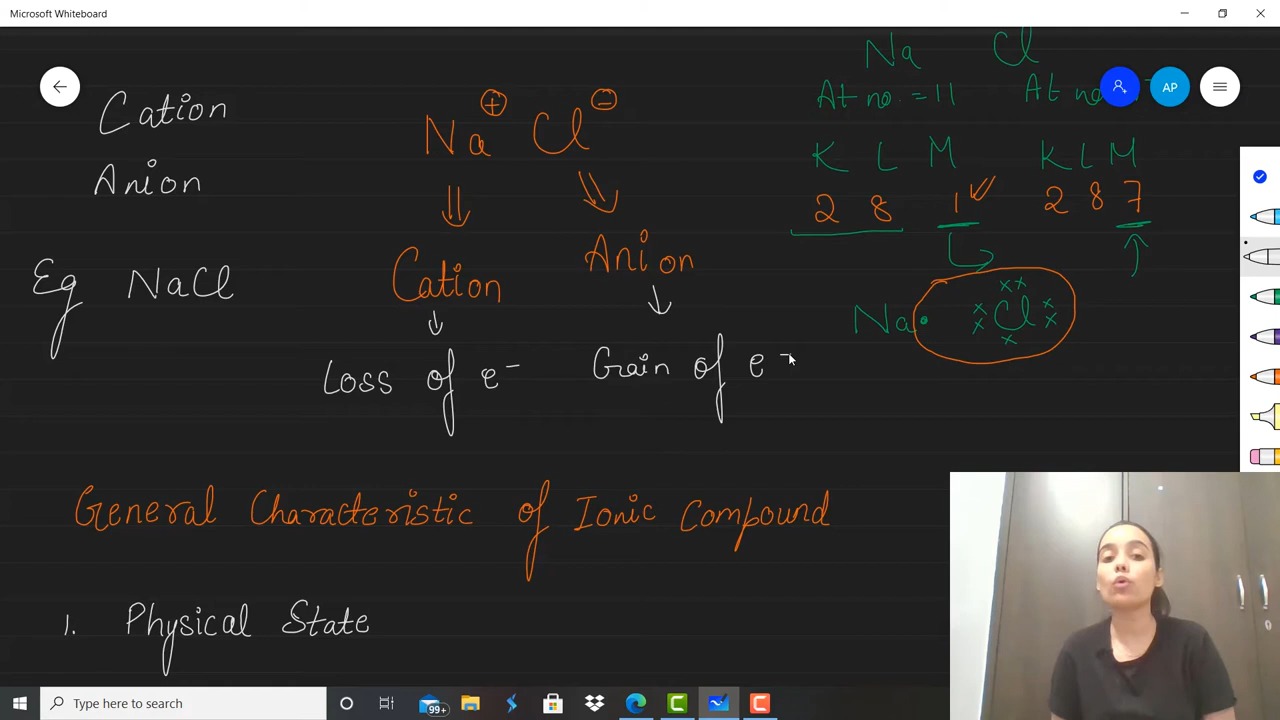 Microsoft Whiteboard
Na Cl
AP
At no. = 11 At no
Cation
Na⊕ Cl⊖
K L M K L M
Anion
2 8 1 ✓ 2 8 7
Cation Anion
Eg NaCl
Na• Cl
Loss of e⁻ Gain of e⁻
General Characteristic of Ionic Compound
1. Physical State
Type here to search
99+